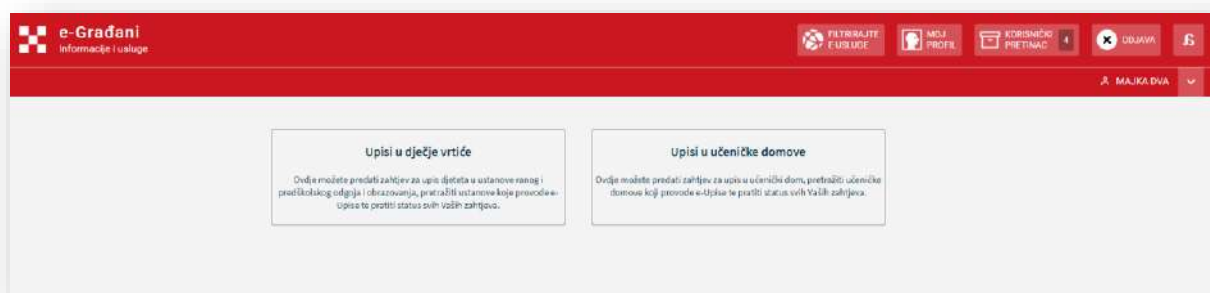 e-Građani
Informacije i usluge
FILTRIRAJTE
E-USLUGE
MOJ
PROFIL
KORISNIČKI
PRETINAC
4
ODJAVA
MAJKA DVA
Upisi u dječje vrtiće
Ovdje možete predati zahtjev za upis djeteta u ustanove ranog i
predškolskog odgoja i obrazovanja, pretražiti ustanove koje provode e-
Upise te pratiti status svih Vaših zahtjeva.
Upisi u učeničke domove
Ovdje možete predati zahtjev za upis u učenički dom, pretražiti učeničke
domove koji provode e-Upise te pratiti status svih Vaših zahtjeva.